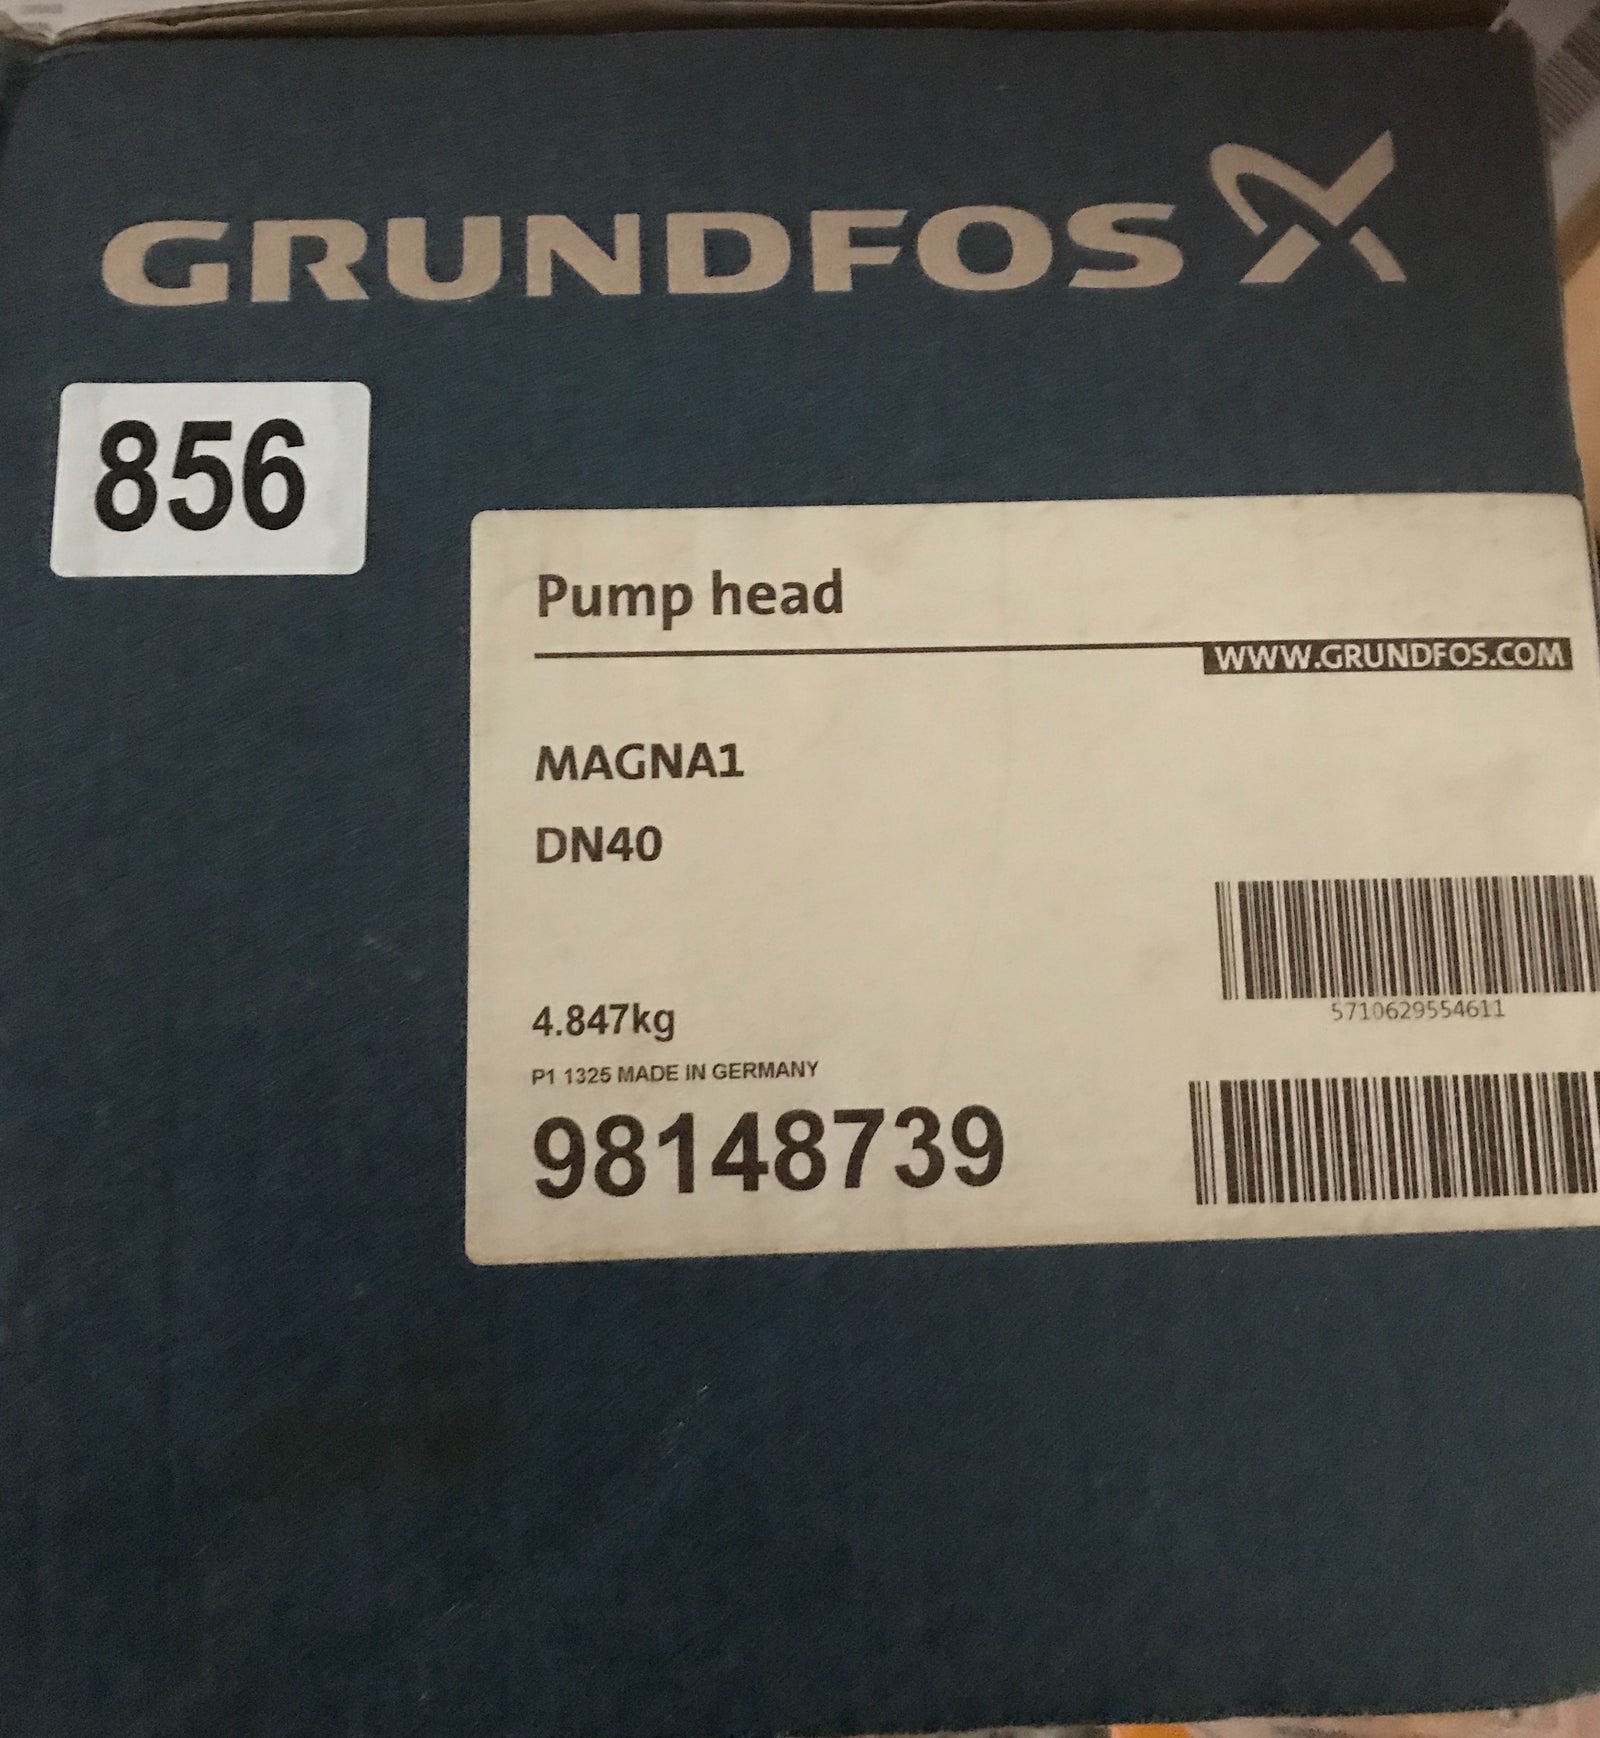 GRUNDFOS
856
Pump head
WWW.GRUNDFOS.COM
MAGNA1
DN40
5710629554611
4.847kg
P1 1325 MADE IN GERMANY
98148739